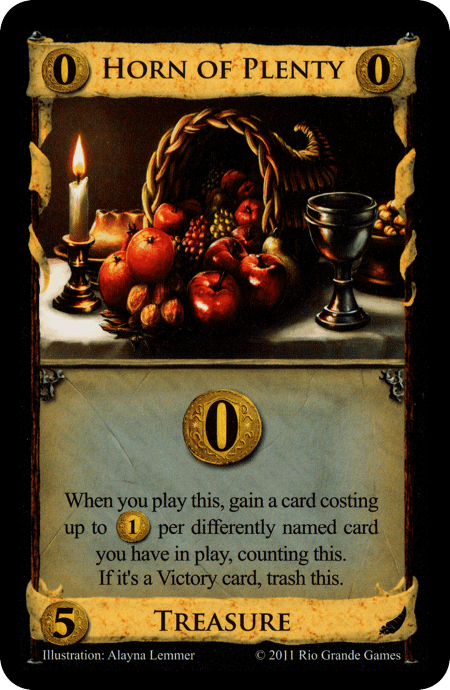 0 HORN OF PLENTY 0
0
When you play this, gain a card costing
up to 1 per differently named card
you have in play, counting this.
If it's a Victory card, trash this.
5 TREASURE
Illustration: Alayna Lemmer © 2011 Rio Grande Games